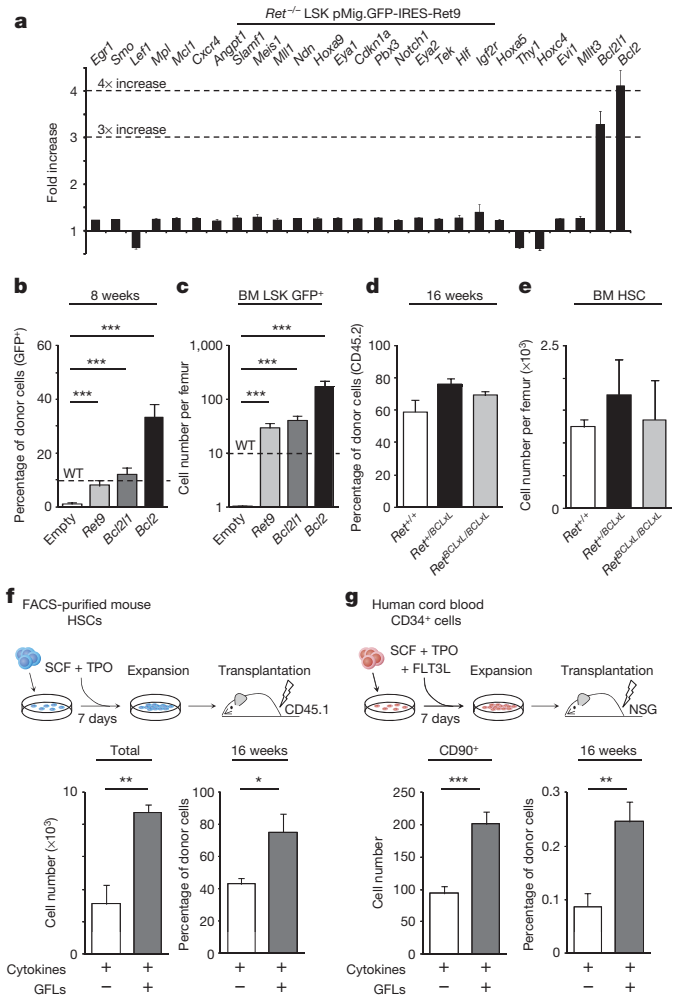 a
Ret–/– LSK pMig.GFP-IRES-Ret9
Egr1 Smo Lef1 Mpl Mcl1 Cxcr4 Angpt1 Slamf1 Meis1 Mll1 Ndn Hoxa9 Eya1 Cdkn1a Pbx3 Notch1 Eya2 Tek Hlf Igf2r Hoxa5 Thy1 Hoxc4 Evi1 Mllt3 Bcl2l1 Bcl2
Fold increase
4
4× increase
3
3× increase
2
1
b
8 weeks
***
***
***
Percentage of donor cells (GFP+)
60
40
20
0
WT
Empty Ret9 Bcl2l1 Bcl2
c
BM LSK GFP+
***
***
***
Cell number per femur
1,000
100
10
1
WT
Empty Ret9 Bcl2l1 Bcl2
d
16 weeks
Percentage of donor cells (CD45.2)
100
80
60
40
20
0
Ret+/+ Ret+/BCLxL RetBCLxL/BCLxL
e
BM HSC
Cell number per femur (×103)
2.5
0
Ret+/+ Ret+/BCLxL RetBCLxL/BCLxL
f
FACS-purified mouse
HSCs
SCF + TPO
7 days
Expansion
Transplantation
CD45.1
Total
**
Cell number (×103)
10
0
16 weeks
*
Percentage of donor cells
100
80
60
40
20
0
Cytokines + + + +
GFLs – + – +
g
Human cord blood
CD34+ cells
SCF + TPO
+ FLT3L
7 days
Expansion
Transplantation
NSG
CD90+
***
Cell number
250
200
150
100
50
0
16 weeks
**
Percentage of donor cells
0.3
0.2
0.1
0
Cytokines + + + +
GFLs – + – +